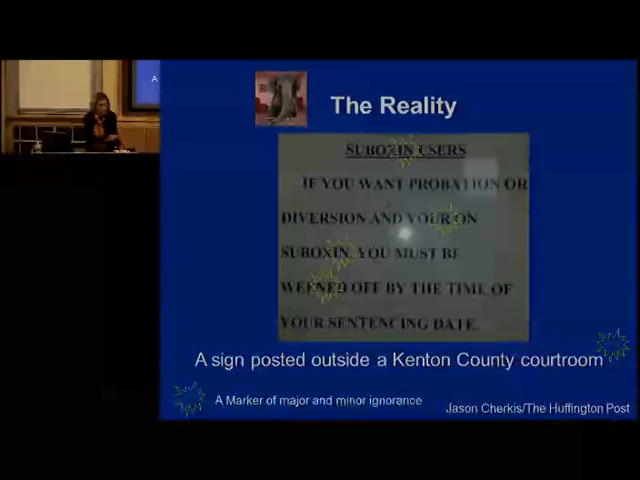 A
The Reality
SUBOXIN USERS
IF YOU WANT PROBATION OR
DIVERSION AND YOUR ON
SUBOXIN, YOU MUST BE
WEENED OFF BY THE TIME OF
YOUR SENTENCING DATE.
A sign posted outside a Kenton County courtroom
A Marker of major and minor ignorance
Jason Cherkis/The Huffington Post